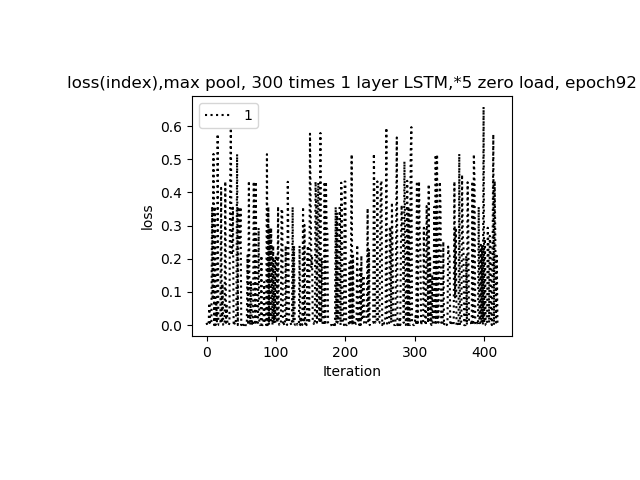 loss(index),max pool, 300 times 1 layer LSTM,*5 zero load, epoch92
1
0.6
0.5
0.4
0.3
0.2
0.1
0.0
loss
0 100 200 300 400
Iteration